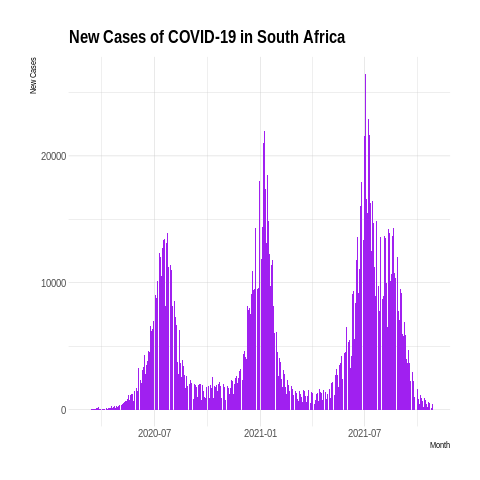 New Cases of COVID-19 in South Africa
New Cases
20000
10000
0
2020-07
2021-01
2021-07
Month